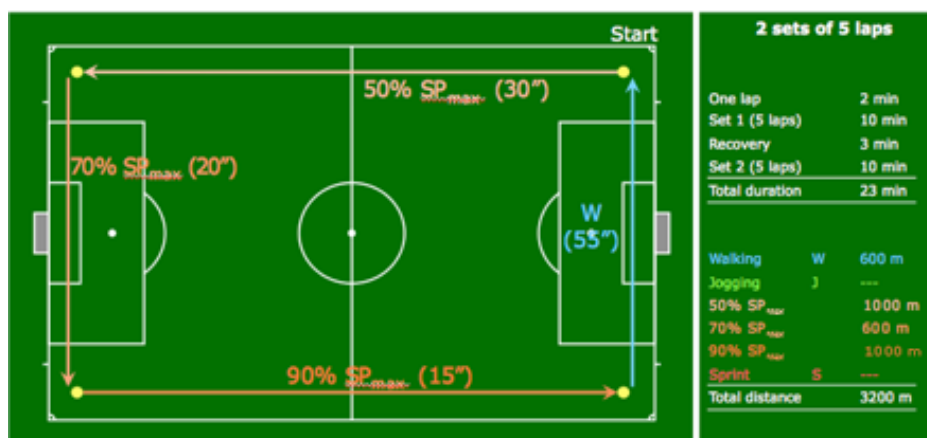 Start
50% SPmax (30")
70% SPmax (20")
W
(55")
90% SPmax (15")
2 sets of 5 laps
One lap 2 min
Set 1 (5 laps) 10 min
Recovery 3 min
Set 2 (5 laps) 10 min
Total duration 23 min
Walking W 600 m
Jogging J ---
50% SPmax 1000 m
70% SPmax 600 m
90% SPmax 1000 m
Sprint S ---
Total distance 3200 m